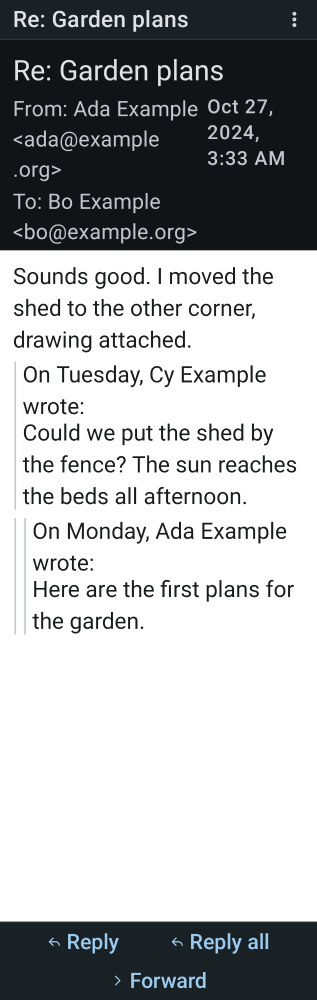 Re: Garden plans
Re: Garden plans
From: Ada Example
<ada@example
.org>
Oct 27,
2024,
3:33 AM
To: Bo Example
<bo@example.org>
Sounds good. I moved the
shed to the other corner,
drawing attached.
On Tuesday, Cy Example
wrote:
Could we put the shed by
the fence? The sun reaches
the beds all afternoon.
On Monday, Ada Example
wrote:
Here are the first plans for
the garden.
Reply
Reply all
Forward